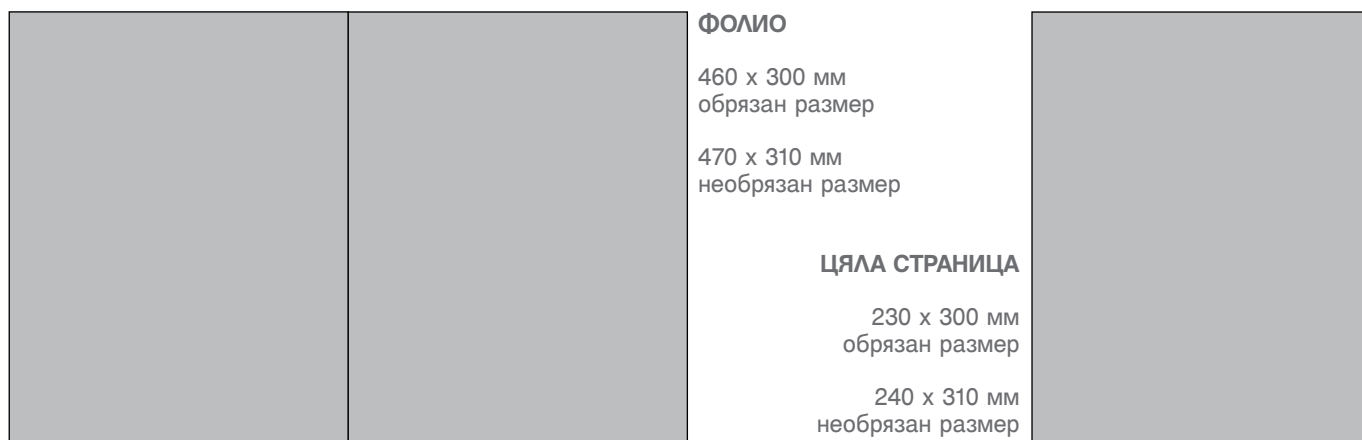 ФОЛИО
460 x 300 мм
обрязан размер
470 x 310 мм
необрязан размер
ЦЯЛА СТРАНИЦА
230 x 300 мм
обрязан размер
240 x 310 мм
необрязан размер